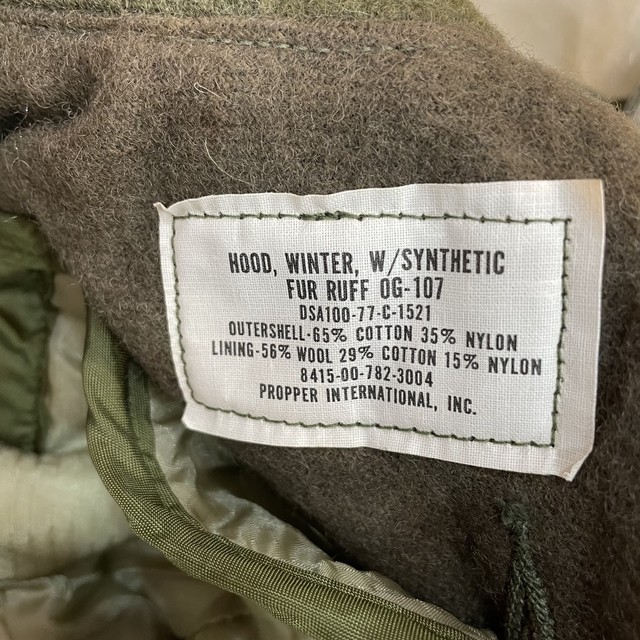 HOOD, WINTER, W/SYNTHETIC
FUR RUFF OG-107
DSA100-77-C-1521
OUTERSHELL-65% COTTON 35% NYLON
LINING-56% WOOL 29% COTTON 15% NYLON
8415-00-782-3004
PROPPER INTERNATIONAL, INC.